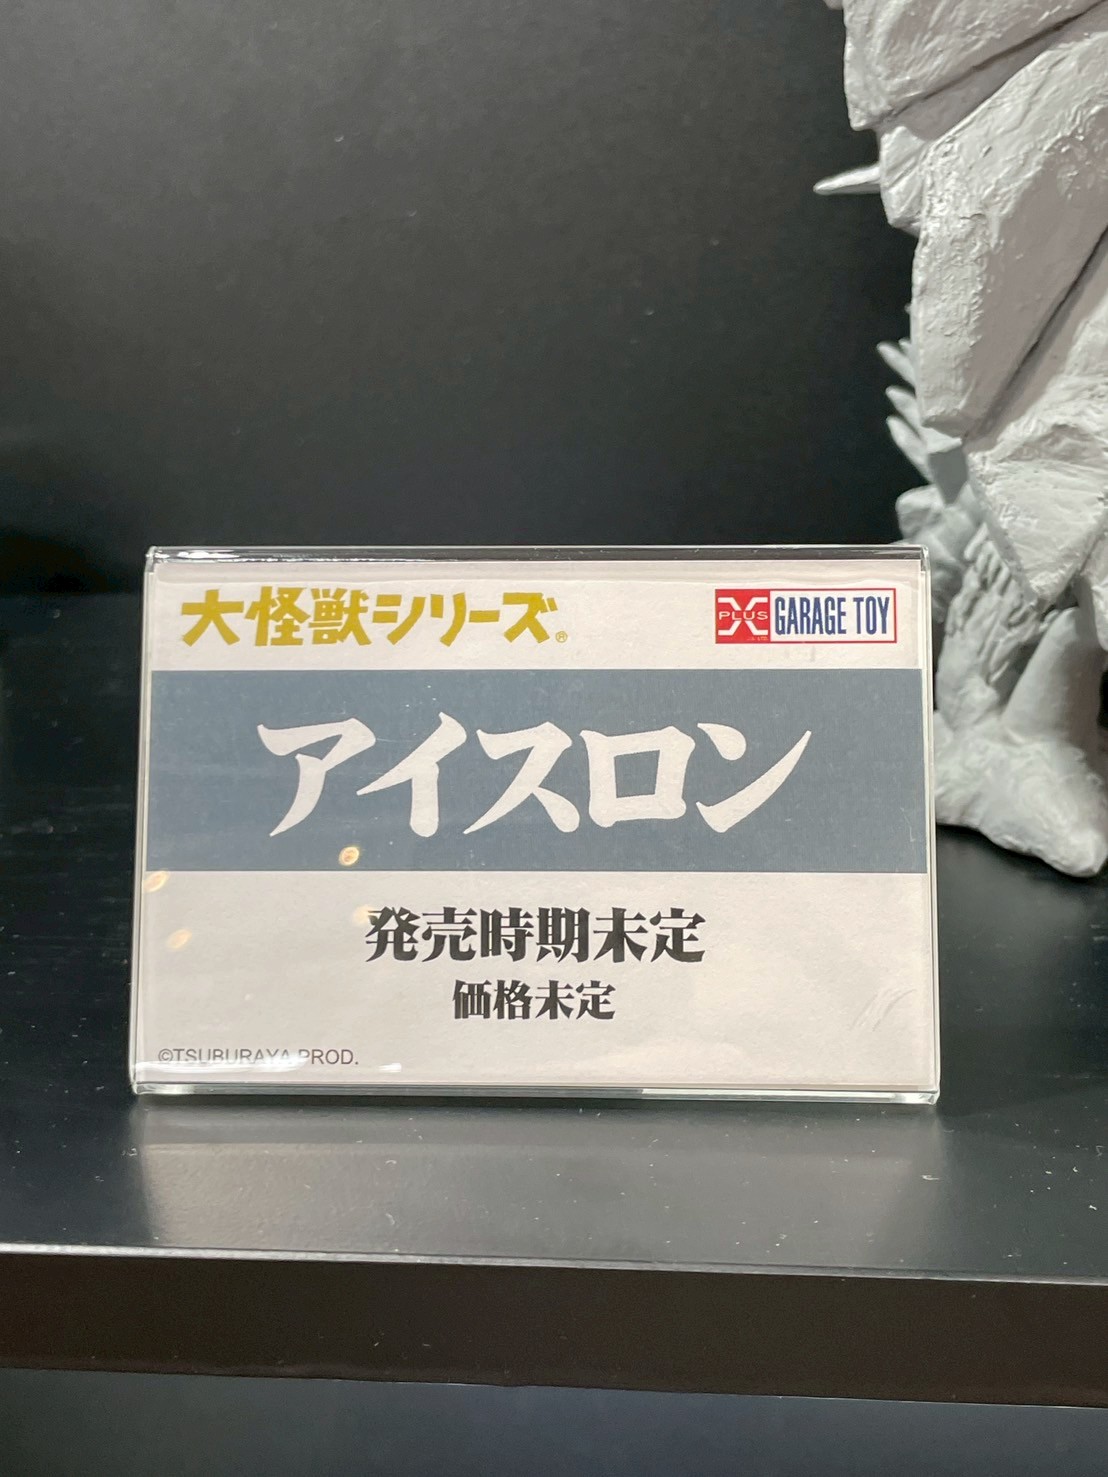 大怪獣シリーズ®
X PLUS GARAGE TOY
アイスロン
発売時期未定
価格未定
©TSUBURAYA PROD.